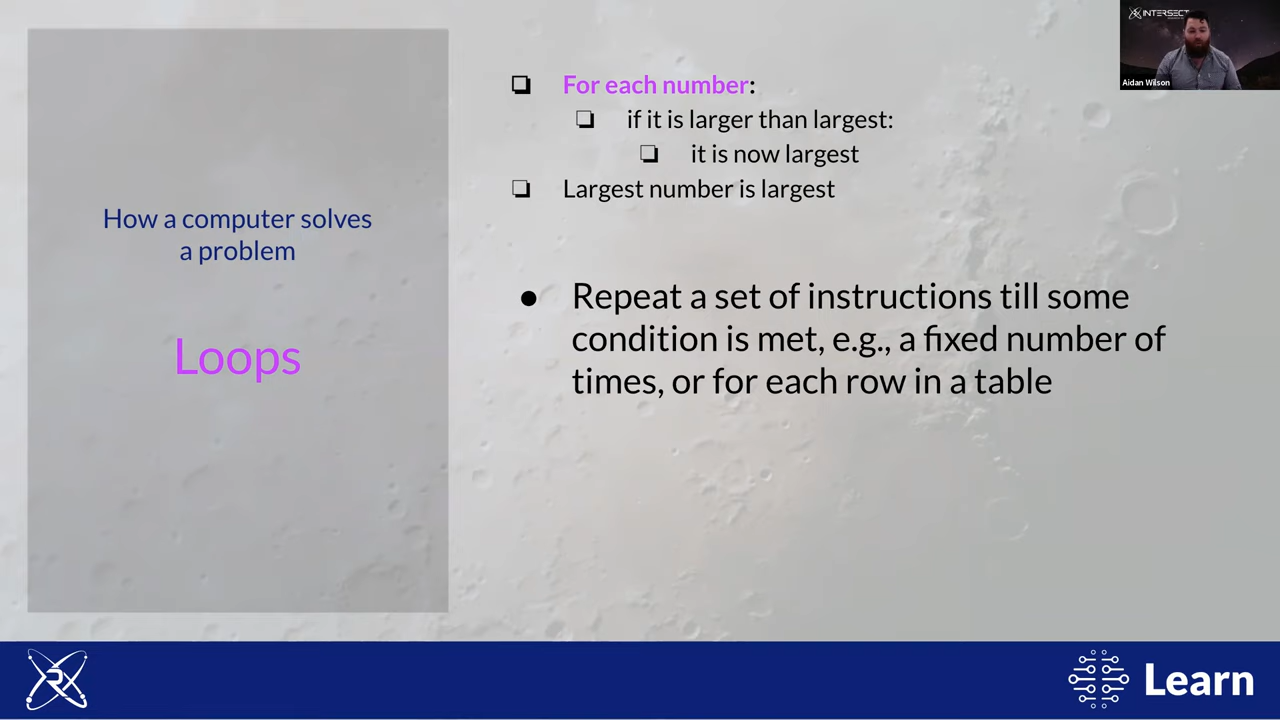 How a computer solves
a problem
Loops
For each number:
if it is larger than largest:
it is now largest
Largest number is largest
Repeat a set of instructions till some
condition is met, e.g., a fixed number of
times, or for each row in a table
INTERSECT
Aidan Wilson
Learn